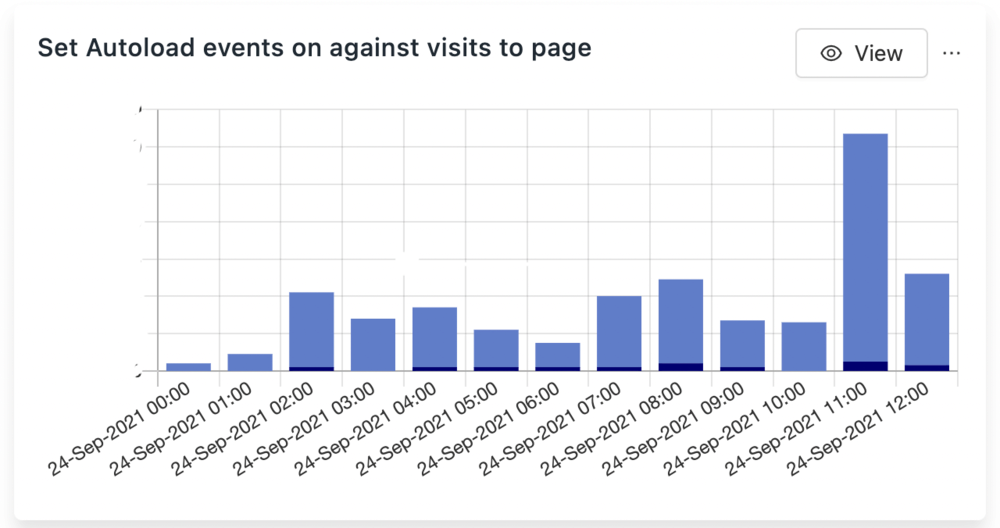 Set Autoload events on against visits to page
View
24-Sep-2021 00:00
24-Sep-2021 01:00
24-Sep-2021 02:00
24-Sep-2021 03:00
24-Sep-2021 04:00
24-Sep-2021 05:00
24-Sep-2021 06:00
24-Sep-2021 07:00
24-Sep-2021 08:00
24-Sep-2021 09:00
24-Sep-2021 10:00
24-Sep-2021 11:00
24-Sep-2021 12:00